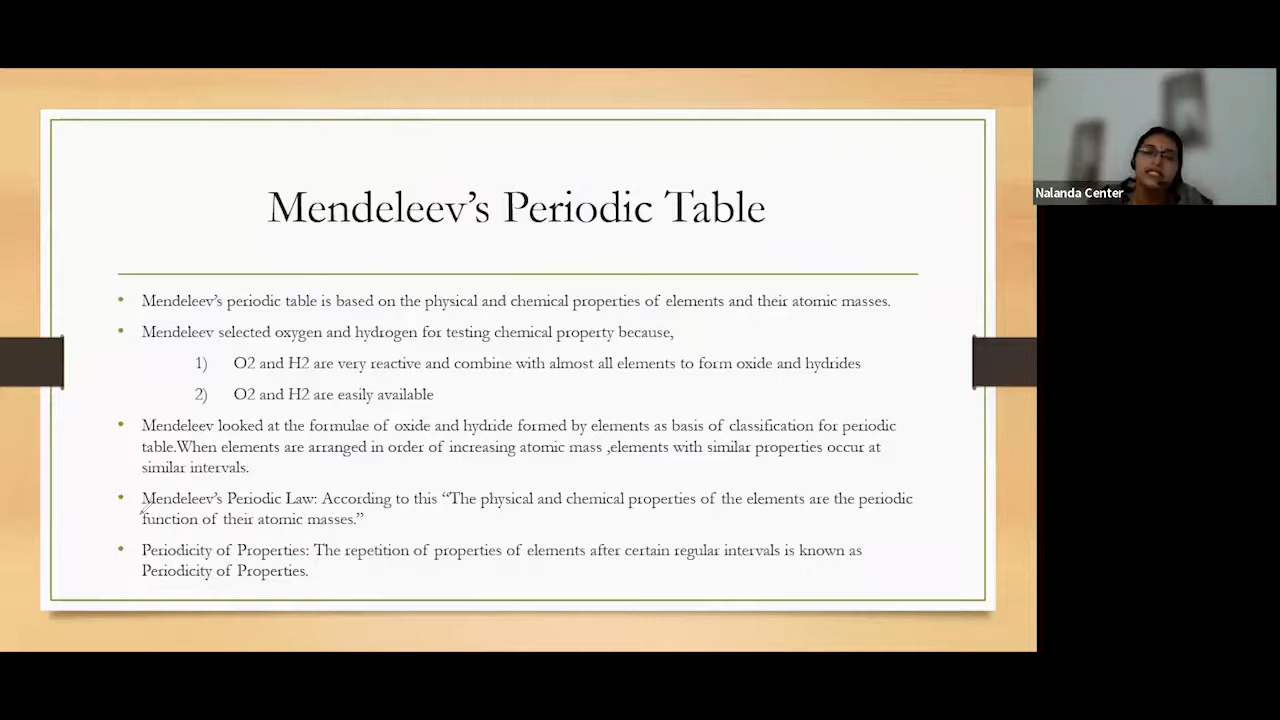 Mendeleev's Periodic Table
• Mendeleev's periodic table is based on the physical and chemical properties of elements and their atomic masses.
• Mendeleev selected oxygen and hydrogen for testing chemical property because,
1) O2 and H2 are very reactive and combine with almost all elements to form oxide and hydrides
2) O2 and H2 are easily available
• Mendeleev looked at the formulae of oxide and hydride formed by elements as basis of classification for periodic
table.When elements are arranged in order of increasing atomic mass ,elements with similar properties occur at
similar intervals.
• Mendeleev's Periodic Law: According to this “The physical and chemical properties of the elements are the periodic
function of their atomic masses.”
• Periodicity of Properties: The repetition of properties of elements after certain regular intervals is known as
Periodicity of Properties.
Nalanda Center